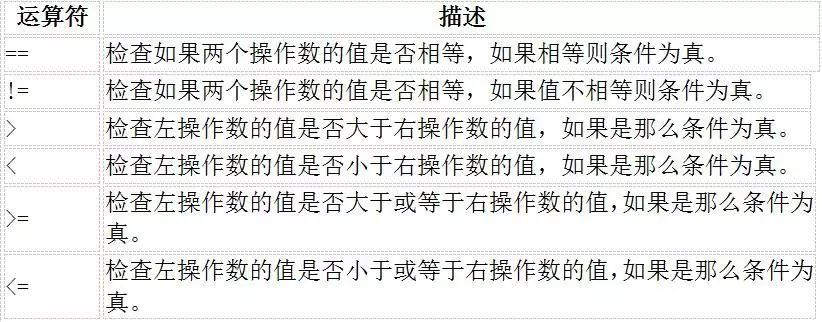 运算符 描述
== 检查如果两个操作数的值是否相等，如果相等则条件为真。
!= 检查如果两个操作数的值是否相等，如果值不相等则条件为真。
> 检查左操作数的值是否大于右操作数的值，如果是那么条件为真。
< 检查左操作数的值是否小于右操作数的值，如果是那么条件为真。
>= 检查左操作数的值是否大于或等于右操作数的值，如果是那么条件为
真。
<= 检查左操作数的值是否小于或等于右操作数的值，如果是那么条件为
真。